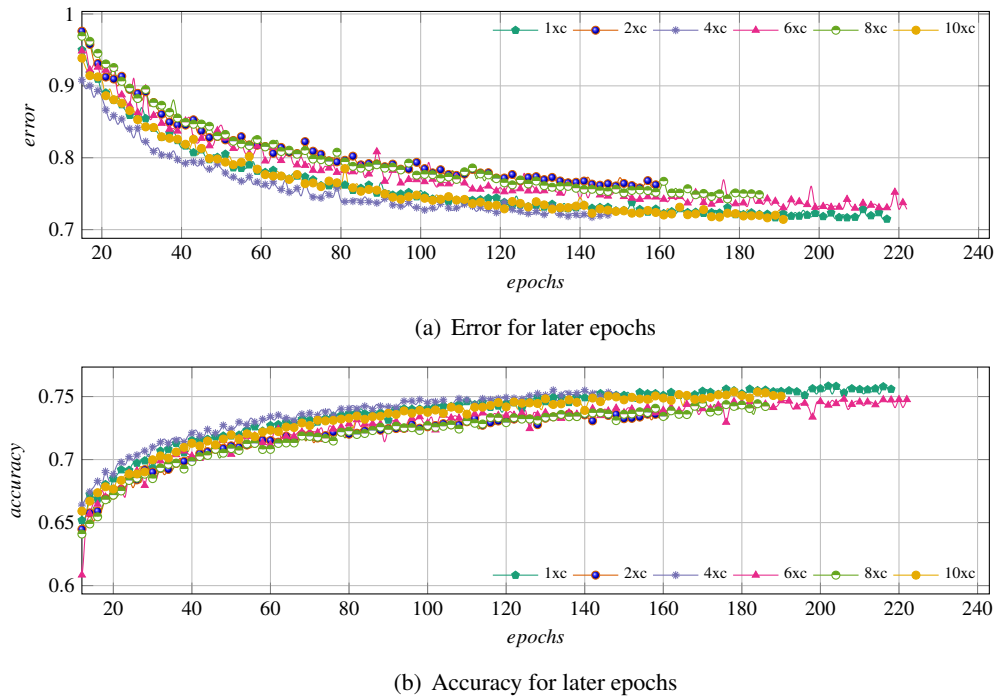 1
0.9
0.8
0.7
error
1xc 2xc 4xc 6xc 8xc 10xc
20 40 60 80 100 120 140 160 180 200 220 240
epochs
(a) Error for later epochs
0.75
0.7
0.65
0.6
accuracy
1xc 2xc 4xc 6xc 8xc 10xc
20 40 60 80 100 120 140 160 180 200 220 240
epochs
(b) Accuracy for later epochs